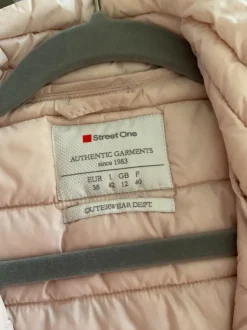 Street One
AUTHENTIC GARMENTS
since 1983
EUR I GB F
38 42 12 40
OUTERWEAR DEPT.